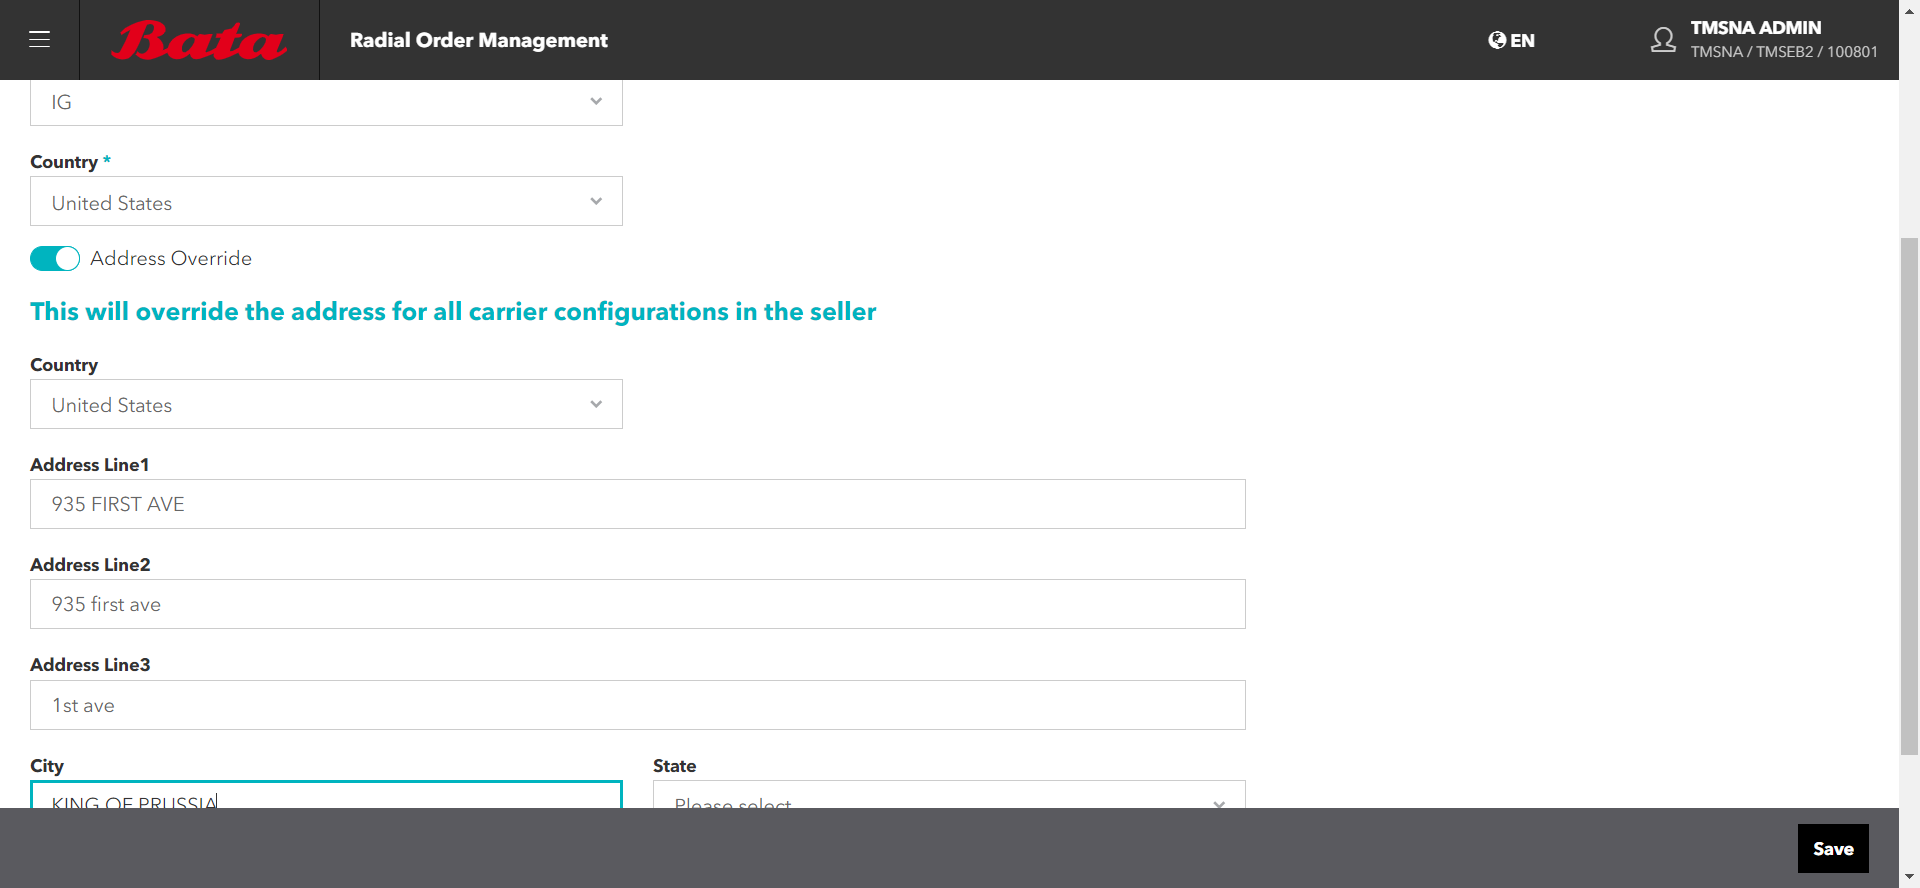 Bata
Radial Order Management
EN
TMSNA ADMIN
TMSNA / TMSEB2 / 100801
IG
Country *
United States
Address Override
This will override the address for all carrier configurations in the seller
Country
United States
Address Line1
935 FIRST AVE
Address Line2
935 first ave
Address Line3
1st ave
City
State
KING OF PRUSSIA
Please select
Save